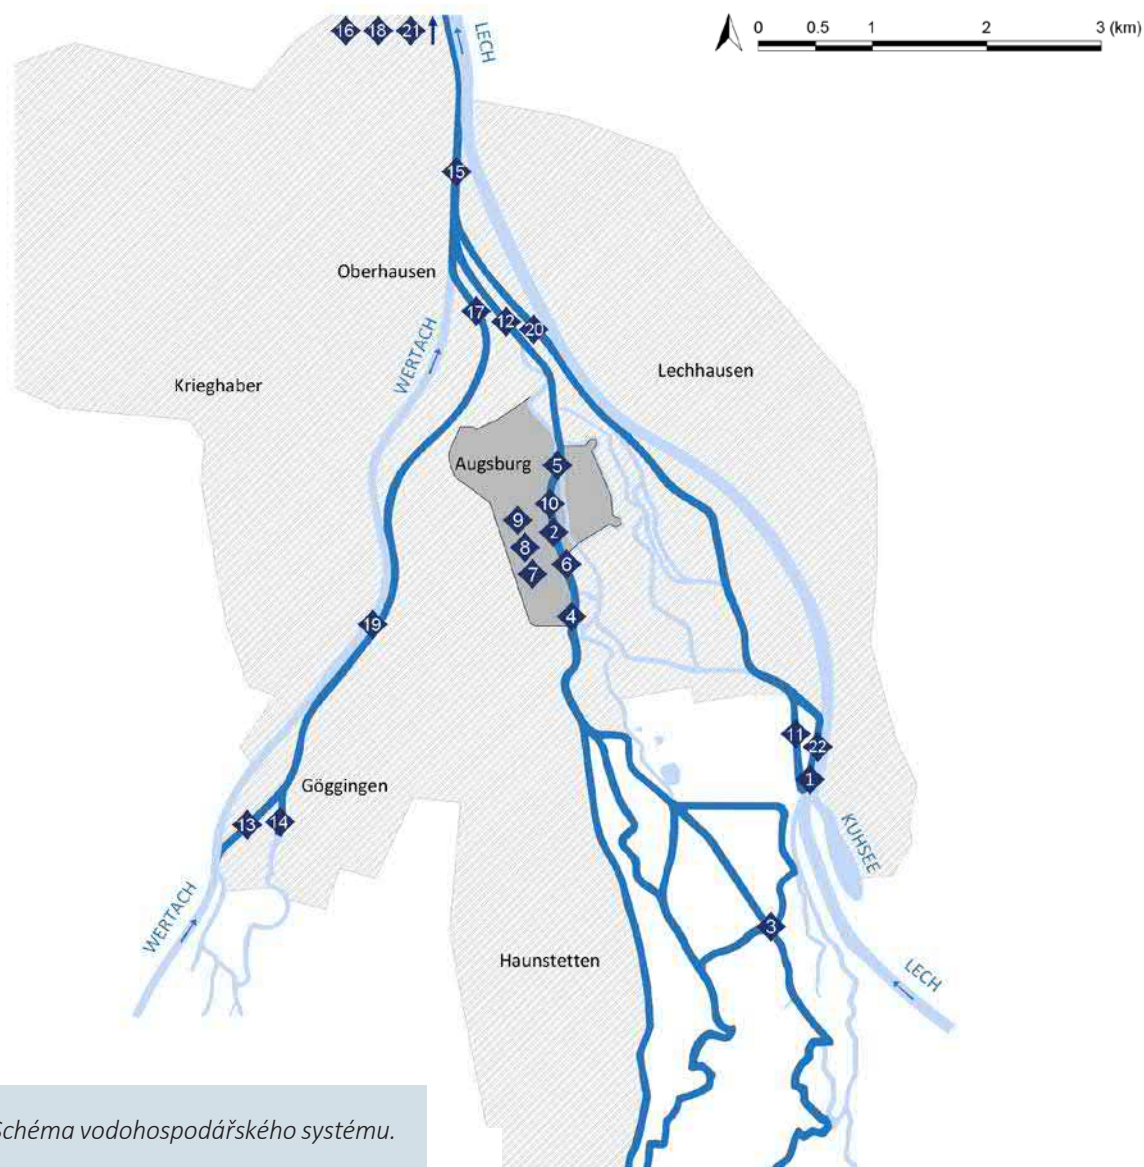 16 18 21
LECH
0 0.5 1 2 3 (km)
15
Oberhausen
17 12 20
WERTACH
Krieghaber
Lechhausen
Augsburg
5
10
9
2
8
6
7
4
19
11
22
1
Göggingen
13 14
KUHSEE
WERTACH
3
Haunstetten
LECH
Schéma vodohospodářského systému.